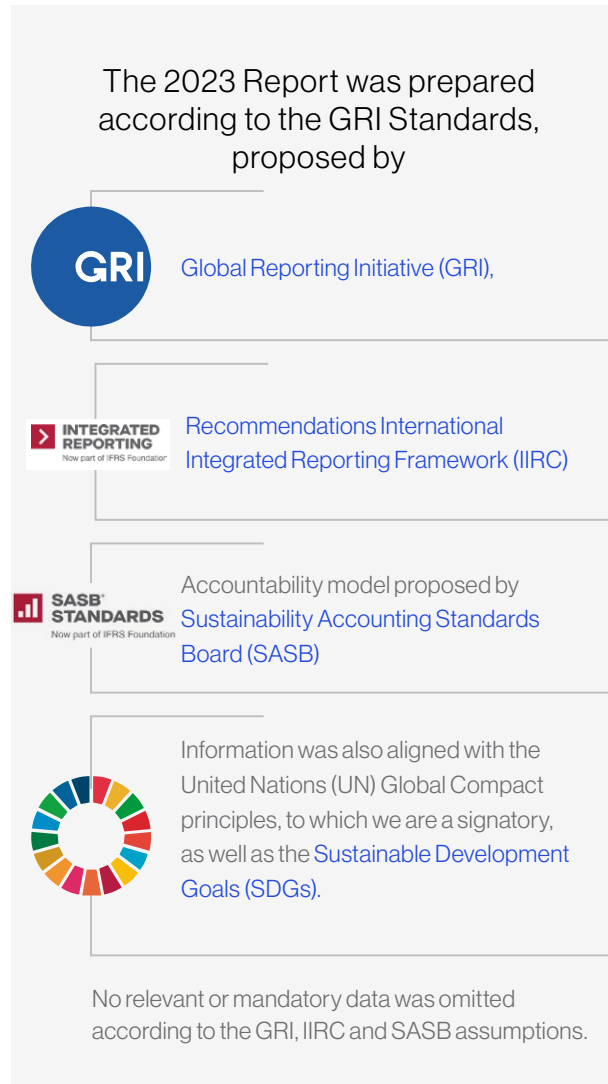 The 2023 Report was prepared
according to the GRI Standards,
proposed by
GRI
Global Reporting Initiative (GRI),
INTEGRATED
REPORTING
Now part of IFRS Foundation
Recommendations International
Integrated Reporting Framework (IIRC)
SASB®
STANDARDS
Now part of IFRS Foundation
Accountability model proposed by
Sustainability Accounting Standards
Board (SASB)
Information was also aligned with the
United Nations (UN) Global Compact
principles, to which we are a signatory,
as well as the Sustainable Development
Goals (SDGs).
No relevant or mandatory data was omitted
according to the GRI, IIRC and SASB assumptions.